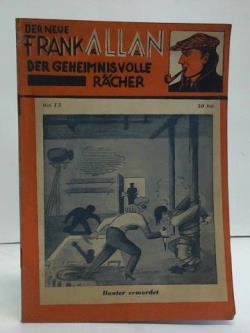 DER NEUE
FRANK ALLAN
DER GEHEIMNISVOLLE
RÄCHER
Heft 13
20 Pf.
Hunter ermordet